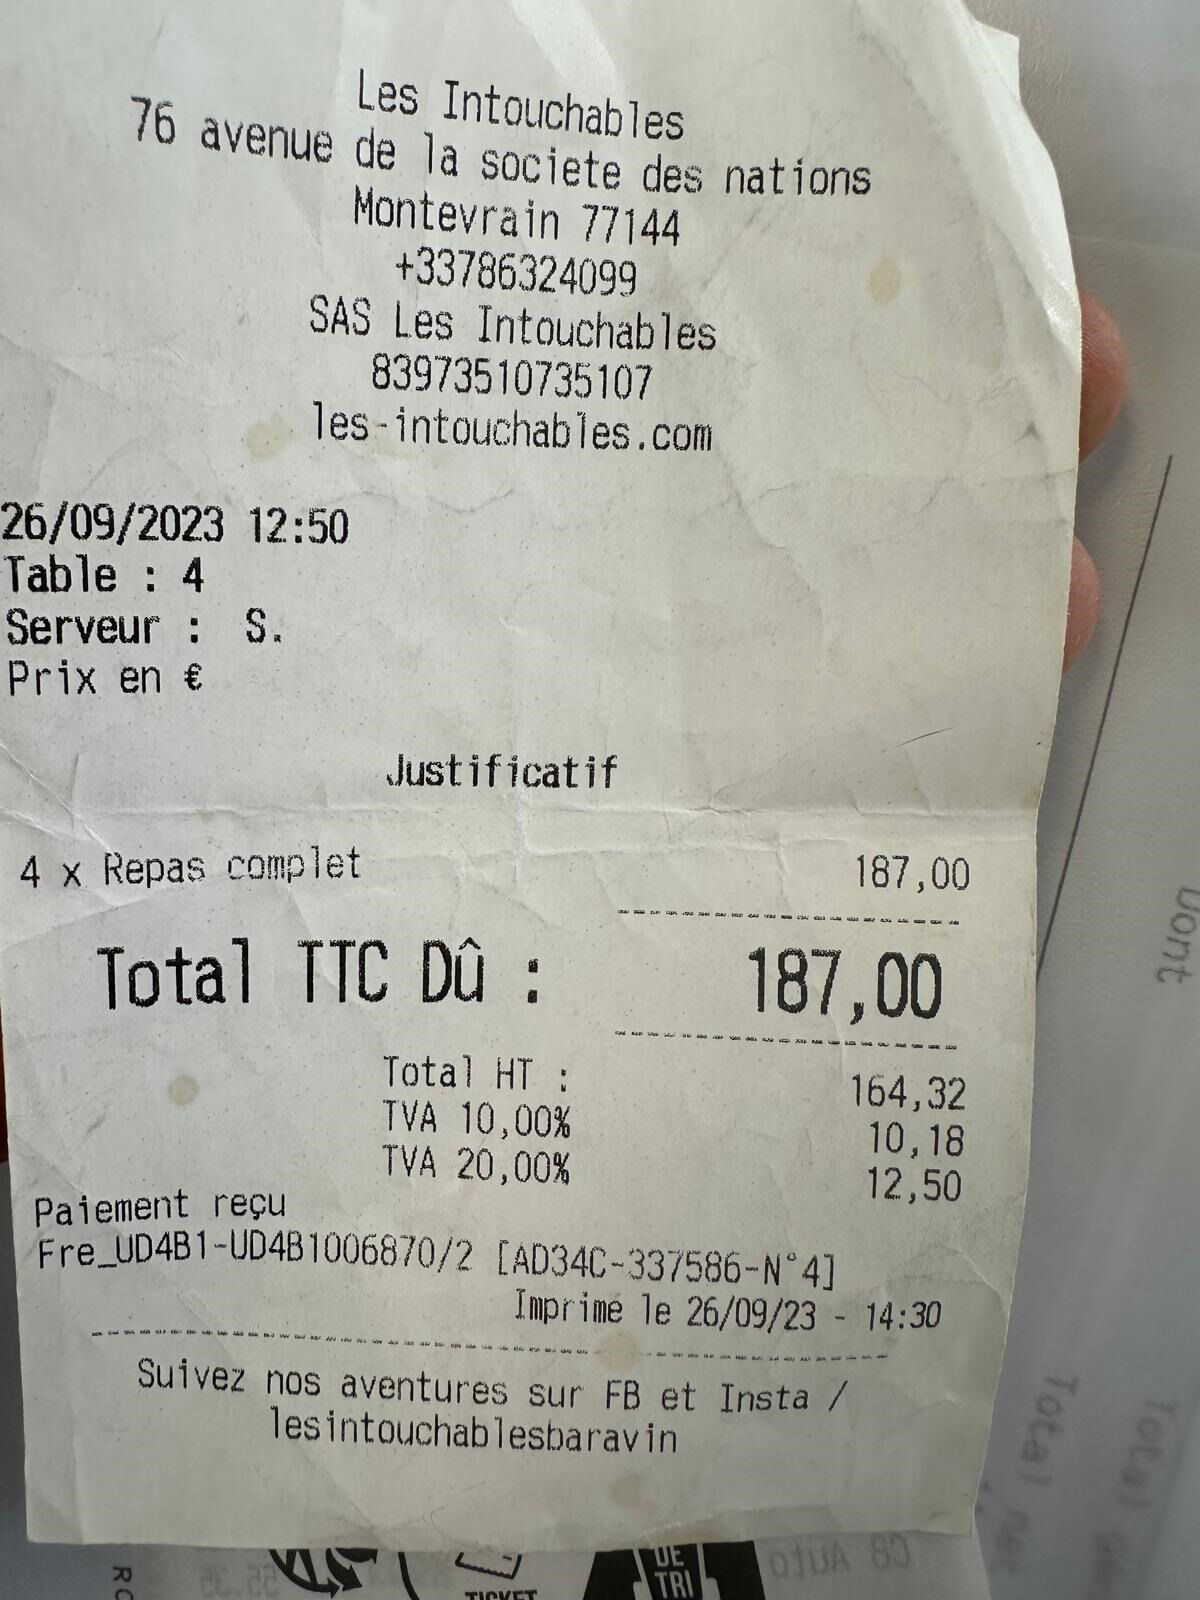 Les Intouchables
76 avenue de la societe des nations
Montevrain 77144
+33786324099
SAS Les Intouchables
83973510735107
les-intouchables.com
26/09/2023 12:50
Table : 4
Serveur : S.
Prix en €
Justificatif
4 x Repas complet 187,00
Total TTC Dû : 187,00
Total HT : 164,32
TVA 10,00% 10,18
TVA 20,00% 12,50
Paiement reçu
Fre_UD4B1-UD4B1006870/2 [AD34C-337586-N°4]
Imprimé le 26/09/23 - 14:30
Suivez nos aventures sur FB et Insta /
lesintouchablesbaravin
Dont
Total net
Total
CB Auto
55.35
TICKET
DE
TRI